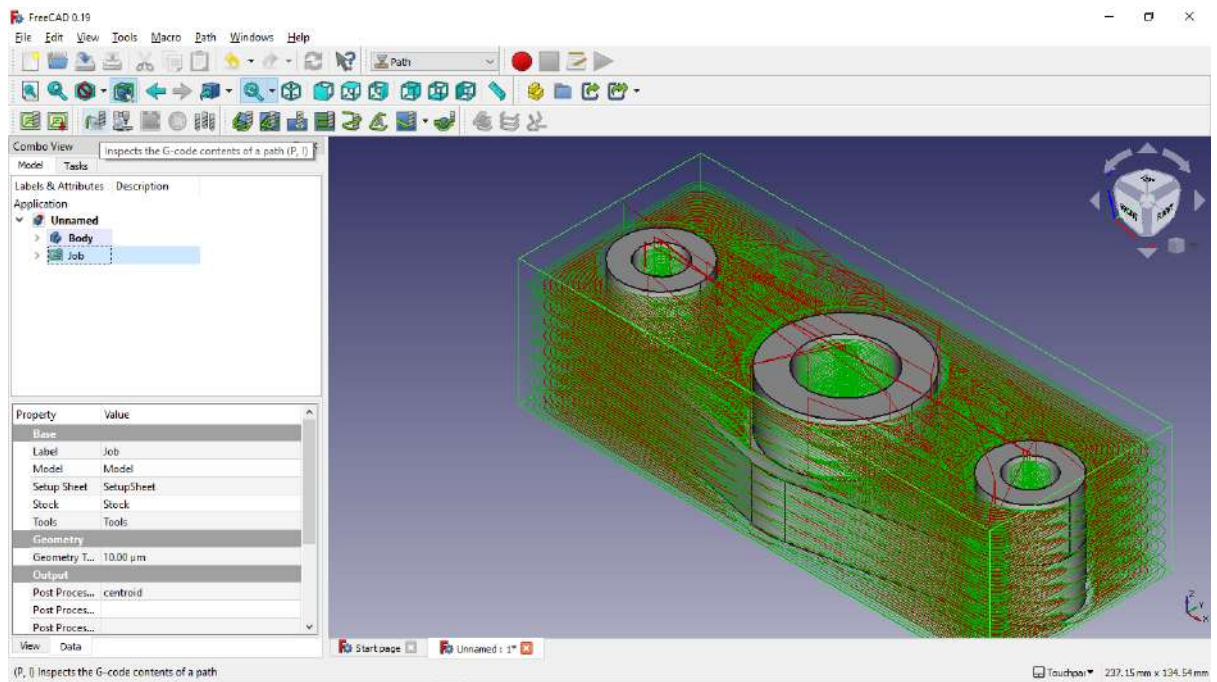 FreeCAD 0.19
File Edit View Tools Macro Path Windows Help
Path
Combo View
Inspects the G-code contents of a path (P, I)
Model Tasks
Labels & Attributes Description
Application
Unnamed
Body
Job
Property Value
Base
Label Job
Model Model
Setup Sheet SetupSheet
Stock Stock
Tools Tools
Geometry
Geometry T... 10.00 μm
Output
Post Proces... centroid
Post Proces...
Post Proces...
View Data
Start page
Unnamed : 1*
(P, I) Inspects the G-code contents of a path
Touchpad
237.15 mm x 134.54 mm
Z
Y
X